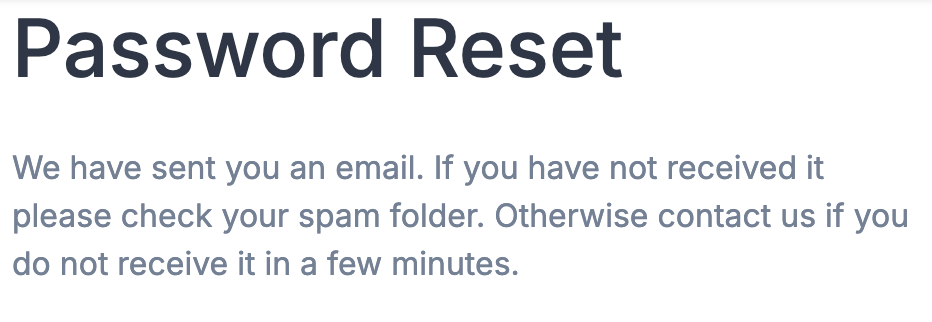 Password Reset
We have sent you an email. If you have not received it
please check your spam folder. Otherwise contact us if you
do not receive it in a few minutes.